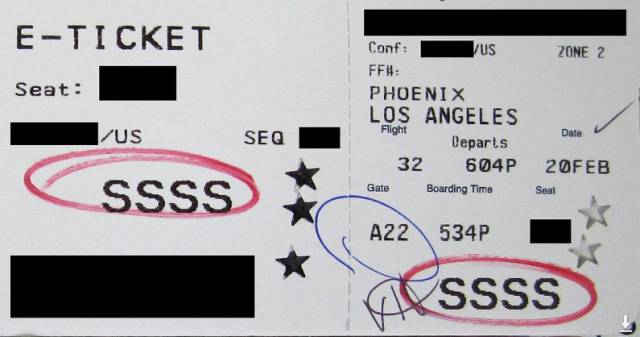 E-TICKET
Seat:
/US
SEQ
SSSS
Conf: /US ZONE 2
FF#:
PHOENIX
LOS ANGELES
Flight Departs Date
32 604P 20FEB
Gate Boarding Time Seat
A22 534P
SSSS